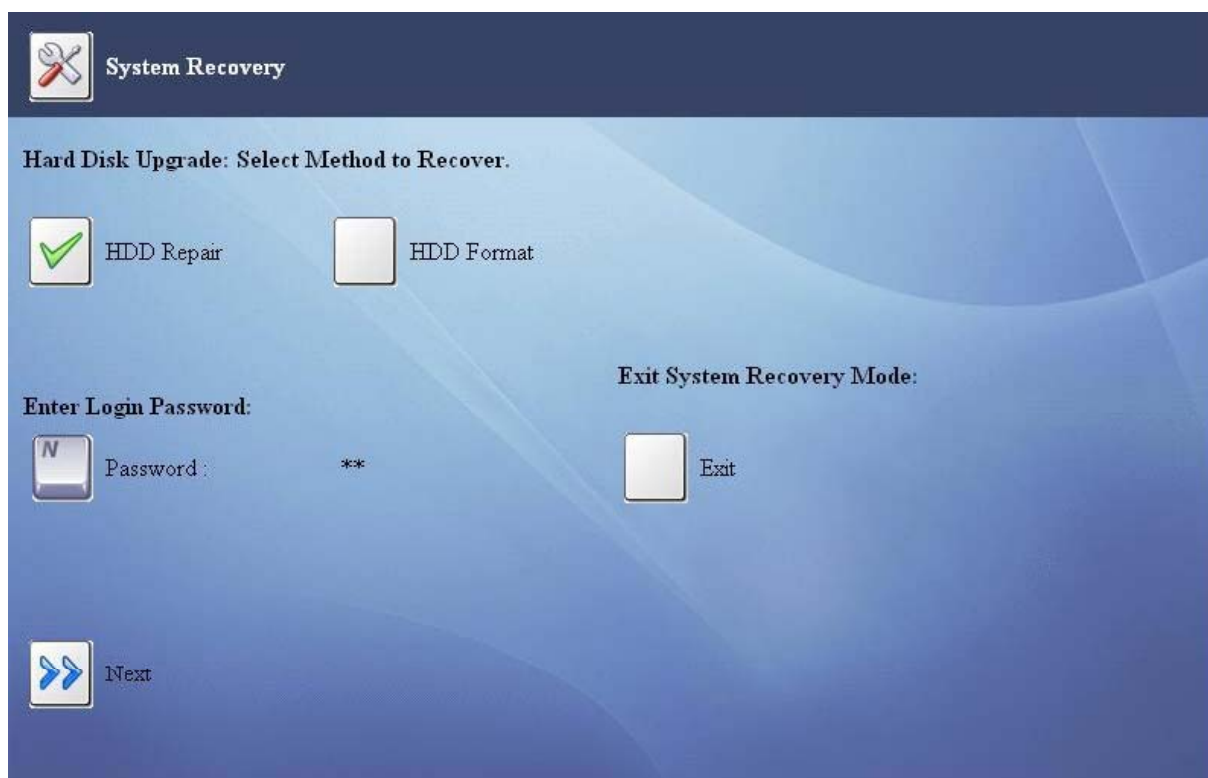 System Recovery
Hard Disk Upgrade: Select Method to Recover.
HDD Repair HDD Format
Exit System Recovery Mode:
Enter Login Password:
N
Password : ** Exit
Next